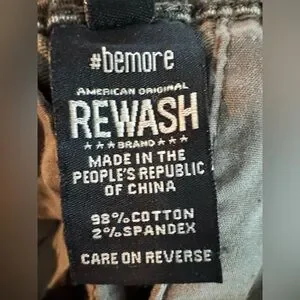 #bemore
AMERICAN ORIGINAL
REWASH
★★★ BRAND ★★★
MADE IN THE
PEOPLE'S REPUBLIC
OF CHINA
98% COTTON
2% SPANDEX
CARE ON REVERSE